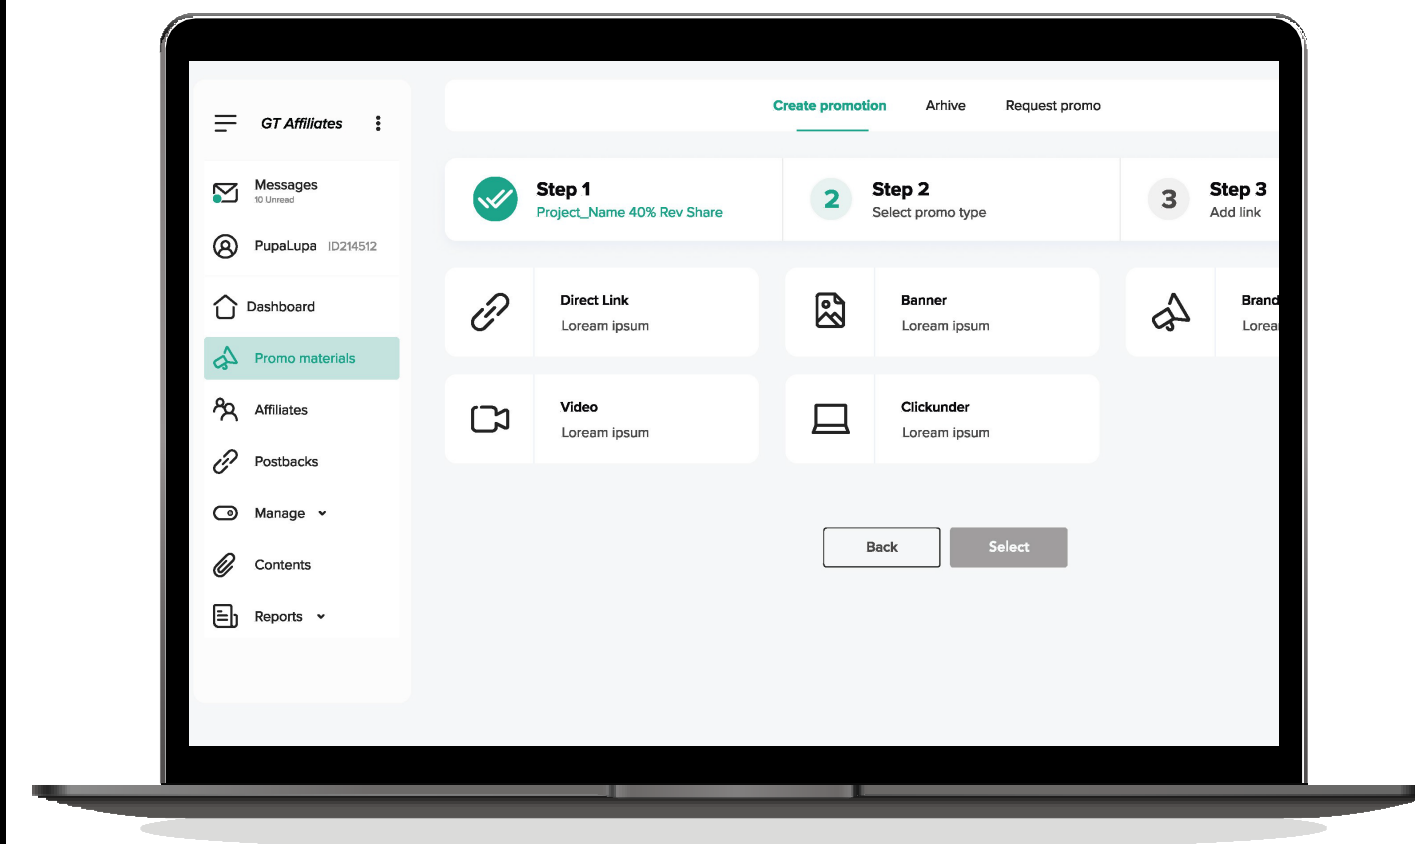 GT Affiliates
Messages
10 Unread
PupaLupa ID214512
Dashboard
Promo materials
Affiliates
Postbacks
Manage
Contents
Reports
Create promotion Arhive Request promo
Step 1
Project_Name 40% Rev Share
2
Step 2
Select promo type
3
Step 3
Add link
Direct Link
Loream ipsum
Banner
Loream ipsum
Brand
Lorea
Video
Loream ipsum
Clickunder
Loream ipsum
Back
Select